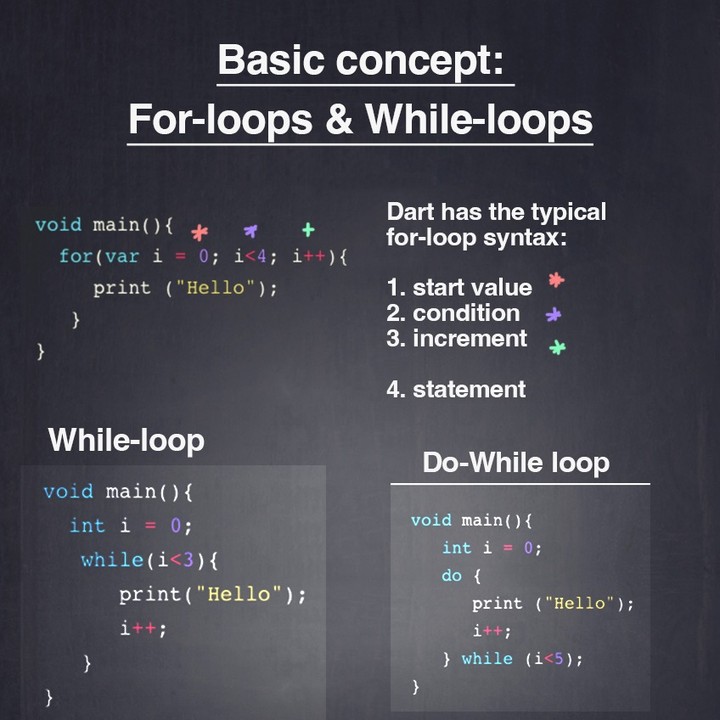 Basic concept:
For-loops & While-loops
void main(){
for(var i = 0; i<4; i++){
print ("Hello");
}
}
Dart has the typical
for-loop syntax:
1. start value
2. condition
3. increment
4. statement
While-loop
void main(){
int i = 0;
while(i<3){
print("Hello");
i++;
}
}
Do-While loop
void main(){
int i = 0;
do {
print ("Hello");
i++;
} while (i<5);
}